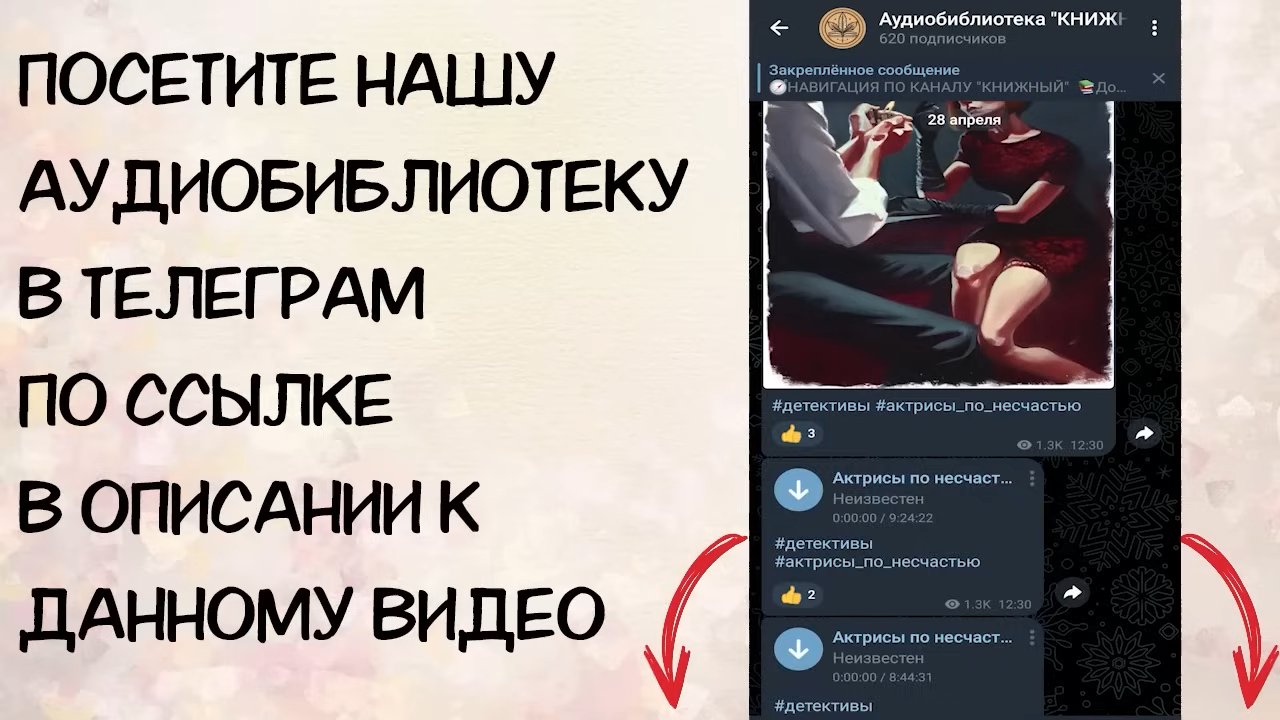 ПОСЕТИТЕ НАШУ
АУДИОБИБЛИОТЕКУ
В ТЕЛЕГРАМ
ПО ССЫЛКЕ
В ОПИСАНИИ К
ДАННОМУ ВИДЕО
Аудиобиблиотека "КНИЖН
620 подписчиков
Закреплённое сообщение
НАВИГАЦИЯ ПО КАНАЛУ "КНИЖНЫЙ" 📚До...
28 апреля
#детективы #актрисы_по_несчастью
👍 3
1.3K 12:30
Актрисы по несчаст...
Неизвестен
0:00:00 / 9:24:22
#детективы
#актрисы_по_несчастью
👍 2
1.3K 12:30
Актрисы по несчаст...
Неизвестен
0:00:00 / 8:44:31
#детективы